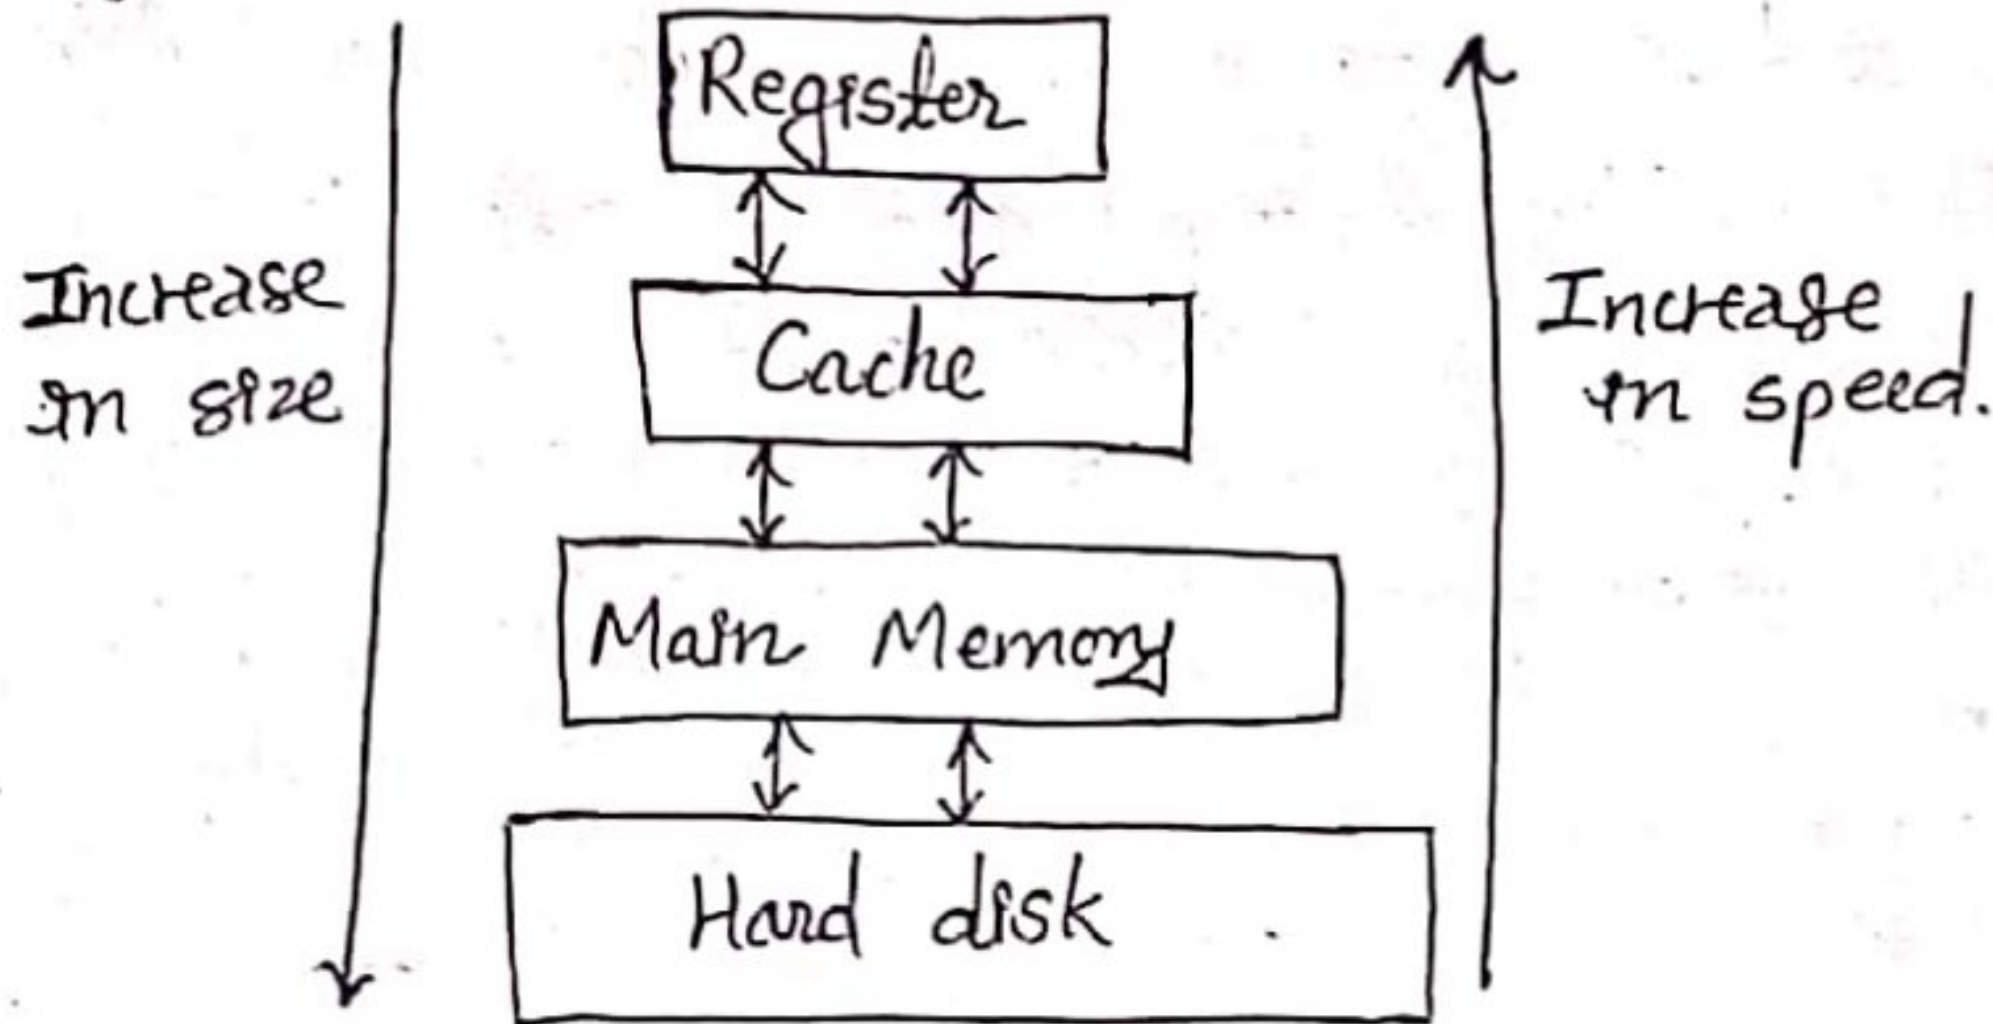 Register
Increase
in size
Increase
in speed.
Cache
Main Memory
Hard disk